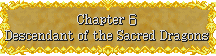 Chapter 6
Descendant of the Sacred Dragons